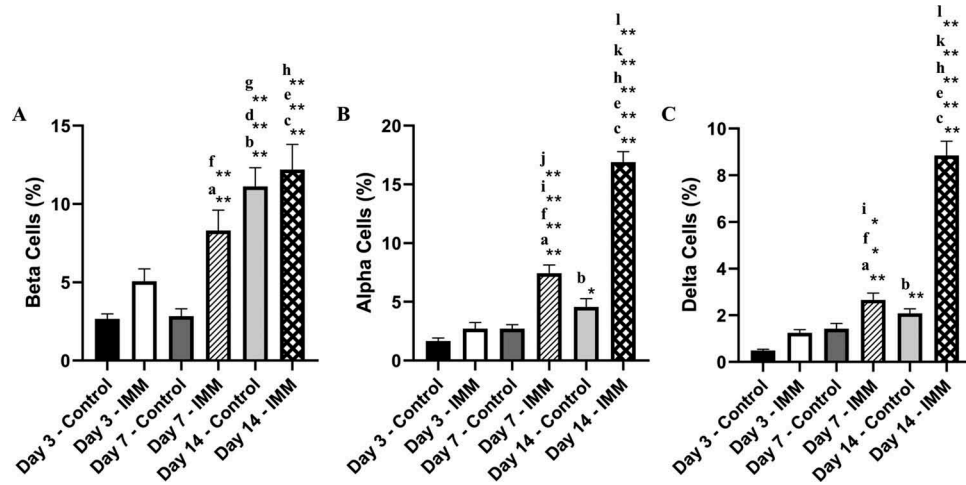 A
Beta Cells (%)
15
10
5
0
f **
a **
g **
d **
b **
h **
e **
c **
Day 3 - Control
Day 3 - IMM
Day 7 - Control
Day 7 - IMM
Day 14 - Control
Day 14 - IMM
B
Alpha Cells (%)
20
15
10
5
0
j **
i **
f **
a **
b *
l **
k **
h **
e **
c **
Day 3 - Control
Day 3 - IMM
Day 7 - Control
Day 7 - IMM
Day 14 - Control
Day 14 - IMM
C
Delta Cells (%)
10
8
6
4
2
0
i *
f *
a **
b **
l **
k **
h **
e **
c **
Day 3 - Control
Day 3 - IMM
Day 7 - Control
Day 7 - IMM
Day 14 - Control
Day 14 - IMM